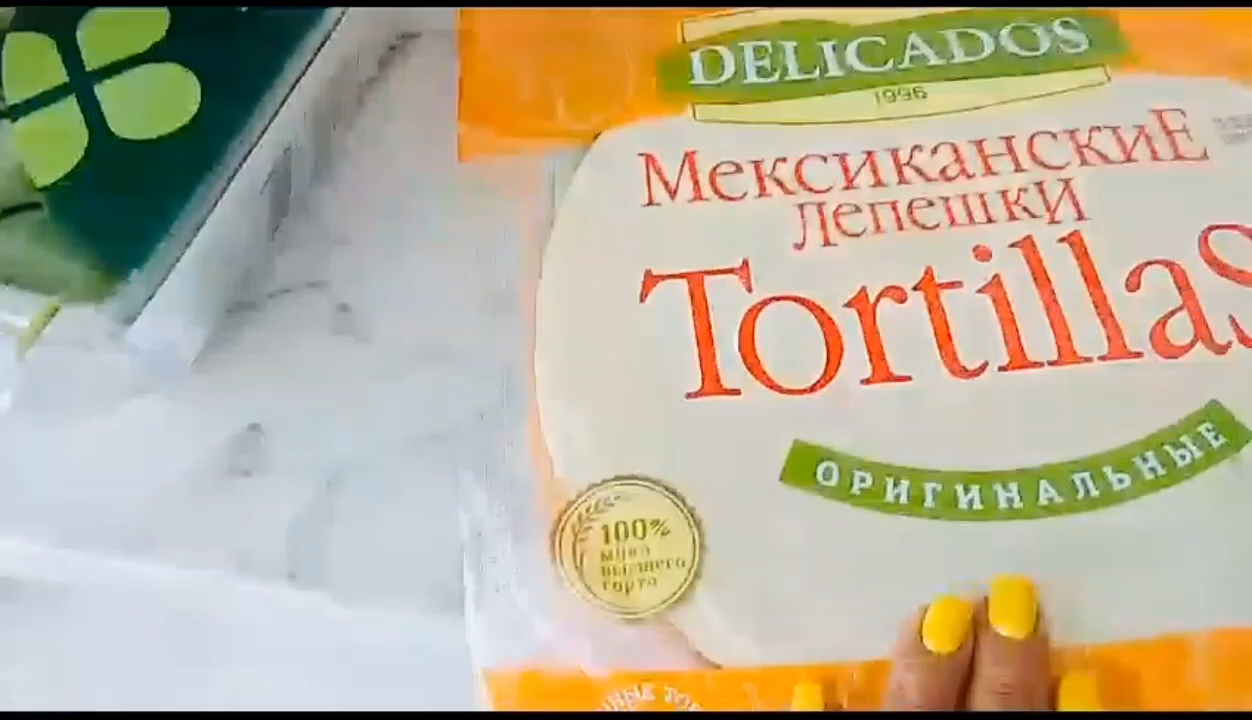 DELICADOS
1996
МексиканскиЕ
лепешки
TortillaS
ОРИГИНАЛЬНЫЕ
100%
мука
высшего
сорта